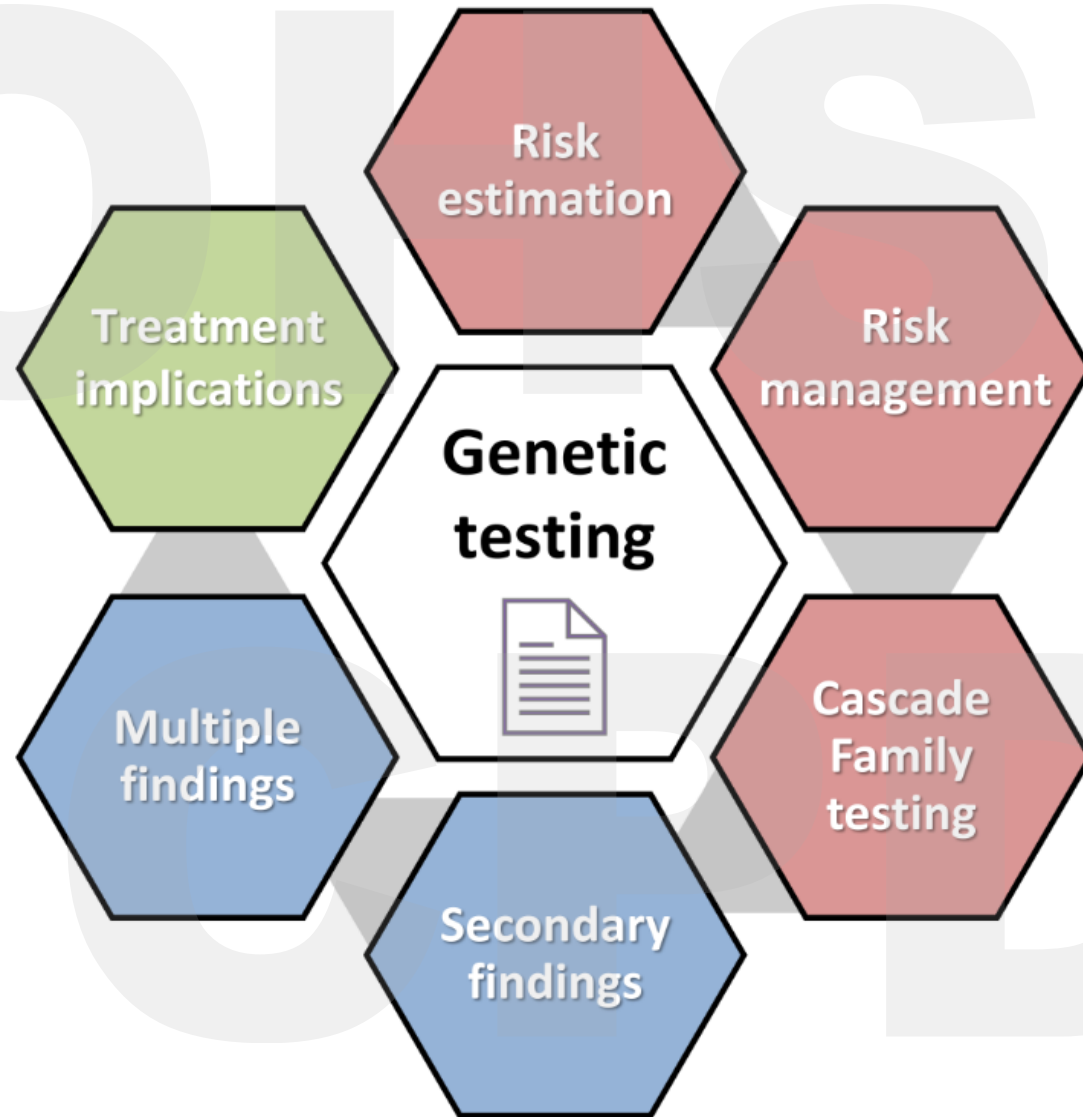 Risk
estimation
Risk
management
Treatment
implications
Genetic
testing
Cascade
Family
testing
Multiple
findings
Secondary
findings